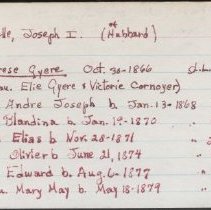 lle, Joseph I. (of Hubbard)
rese Gyere Oct. 30-1866 d.
au. Elie Gyere & Victorie Cornoyer)
Andre Joseph b. Jan. 13-1868
Blandina b. Jan. 19-1870 "
Elias b. Nov. 28-1871 "
Olivier b. June 21, 1874 "
Edward b. Aug. 6-1877 "
u. Mary May b. May 18-1879 "